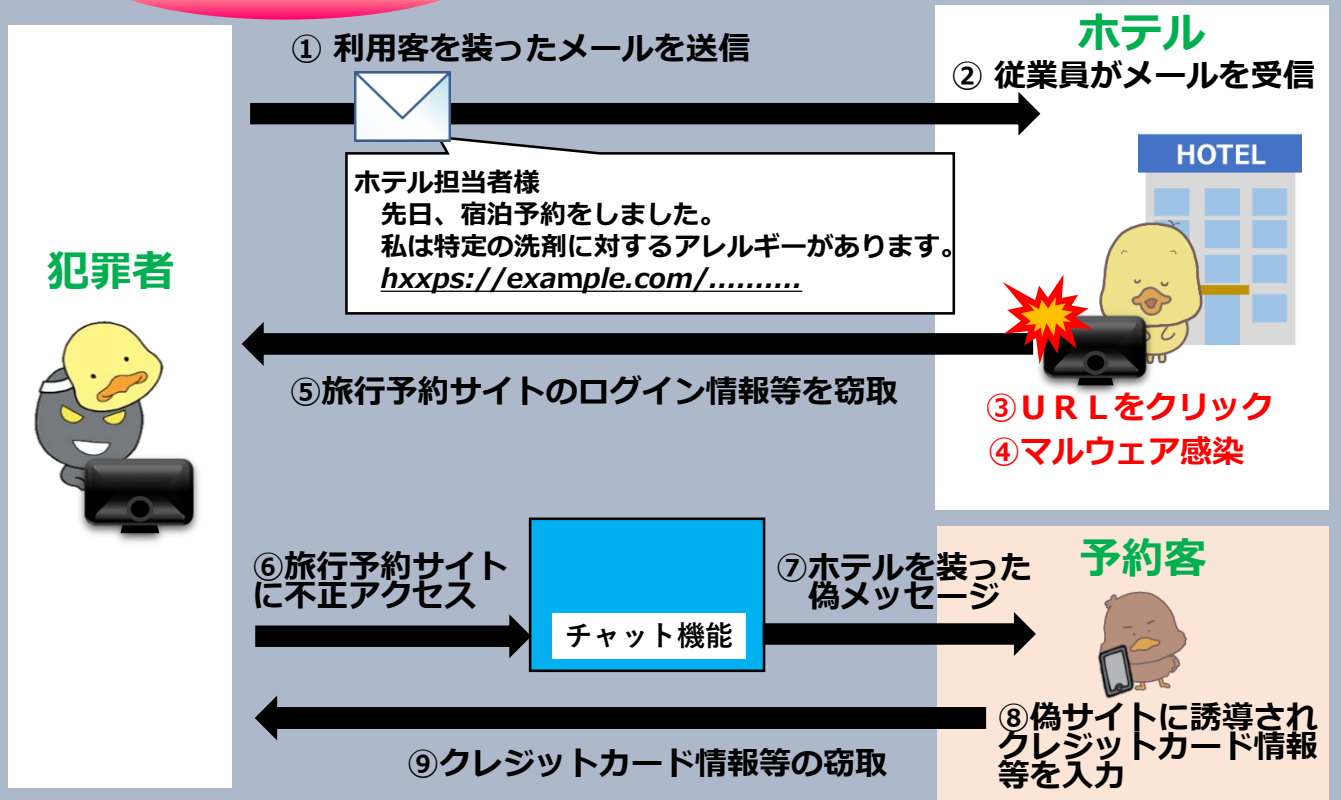 ① 利用客を装ったメールを送信
ホテル
② 従業員がメールを受信
HOTEL
ホテル担当者様
先日、宿泊予約をしました。
私は特定の洗剤に対するアレルギーがあります。
hxxps://example.com/..........
犯罪者
⑤旅行予約サイトのログイン情報等を窃取
③ＵＲＬをクリック
④マルウェア感染
⑥旅行予約サイト
に不正アクセス
チャット機能
⑦ホテルを装った
偽メッセージ
予約客
⑧偽サイトに誘導され
クレジットカード情報
等を入力
⑨クレジットカード情報等の窃取